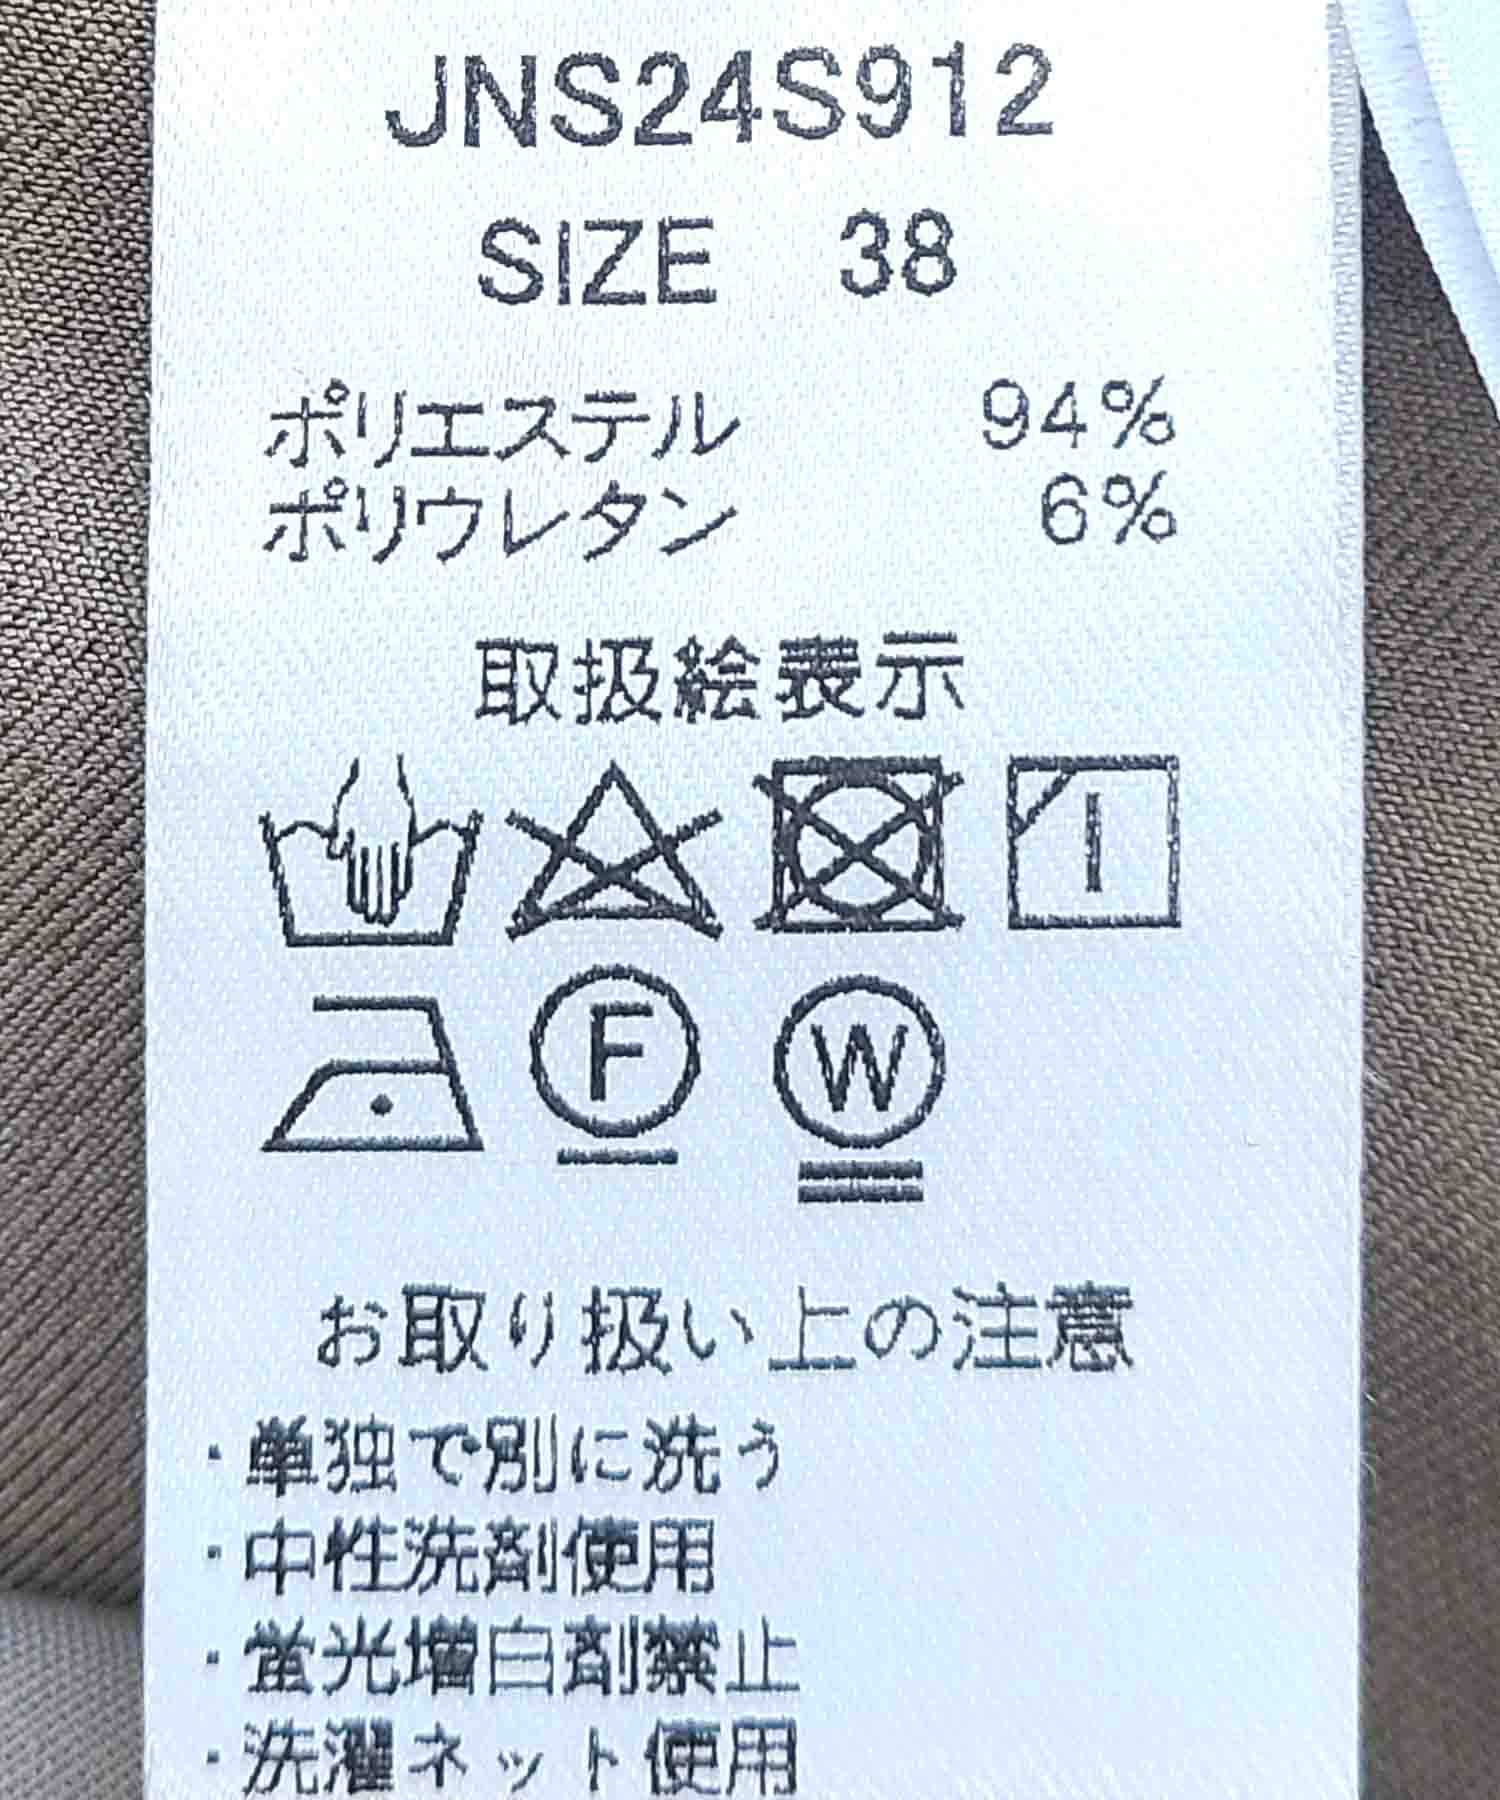 JNS24S912
SIZE 38
ポリエステル 94%
ポリウレタン 6%
取扱絵表示
F W
お取り扱い上の注意
・単独で別に洗う
・中性洗剤使用
・蛍光増白剤禁止
・洗濯ネット使用